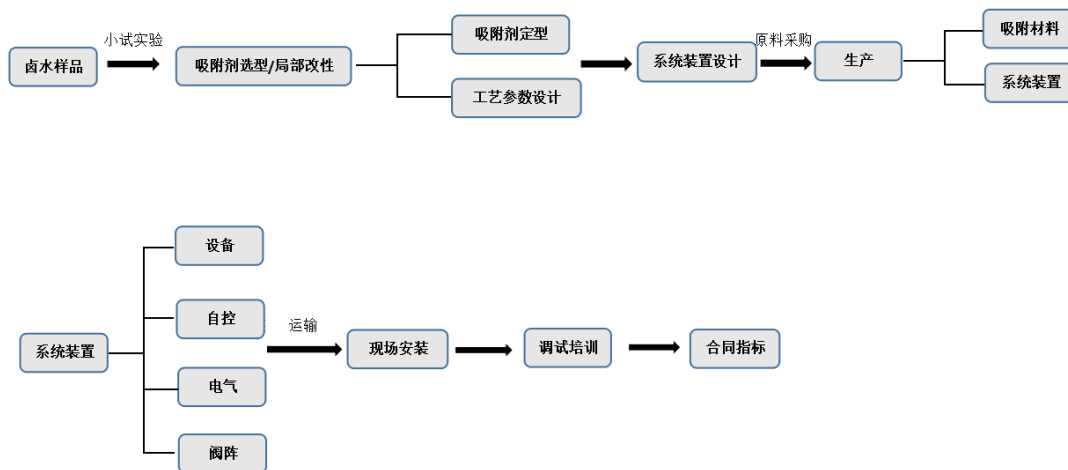 卤水样品
小试实验
吸附剂选型/局部改性
吸附剂定型
工艺参数设计
系统装置设计
原料采购
生产
吸附材料
系统装置
系统装置
设备
自控
电气
阀阵
运输
现场安装
调试培训
合同指标